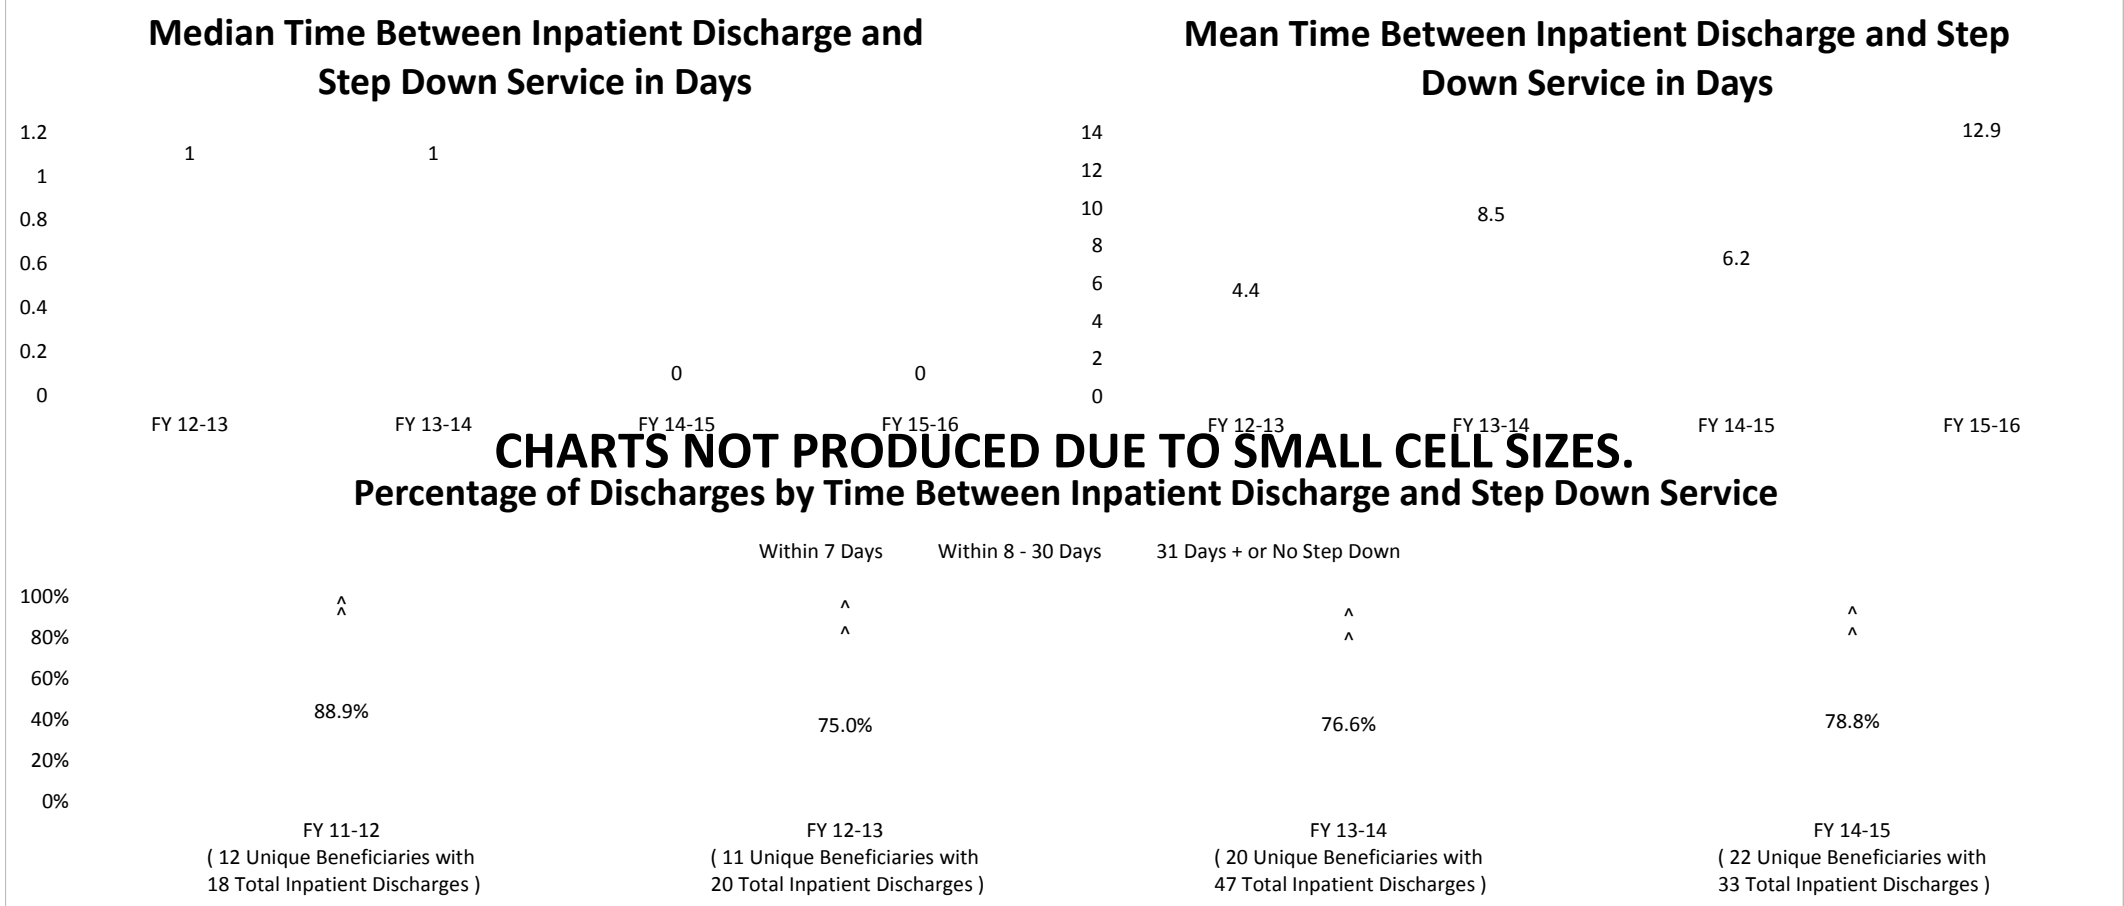 Median Time Between Inpatient Discharge and
Step Down Service in Days
1.2
1
0.8
0.6
0.4
0.2
0
1
1
0
0
FY 12-13
FY 13-14
FY 14-15
FY 15-16
Mean Time Between Inpatient Discharge and Step
Down Service in Days
14
12
10
8
6
4
2
0
4.4
8.5
6.2
12.9
FY 12-13
FY 13-14
FY 14-15
FY 15-16
CHARTS NOT PRODUCED DUE TO SMALL CELL SIZES.
Percentage of Discharges by Time Between Inpatient Discharge and Step Down Service
Within 7 Days
Within 8 - 30 Days
31 Days + or No Step Down
100%
80%
60%
40%
20%
0%
^
^
88.9%
^
^
75.0%
^
^
76.6%
^
^
78.8%
FY 11-12
( 12 Unique Beneficiaries with
18 Total Inpatient Discharges )
FY 12-13
( 11 Unique Beneficiaries with
20 Total Inpatient Discharges )
FY 13-14
( 20 Unique Beneficiaries with
47 Total Inpatient Discharges )
FY 14-15
( 22 Unique Beneficiaries with
33 Total Inpatient Discharges )